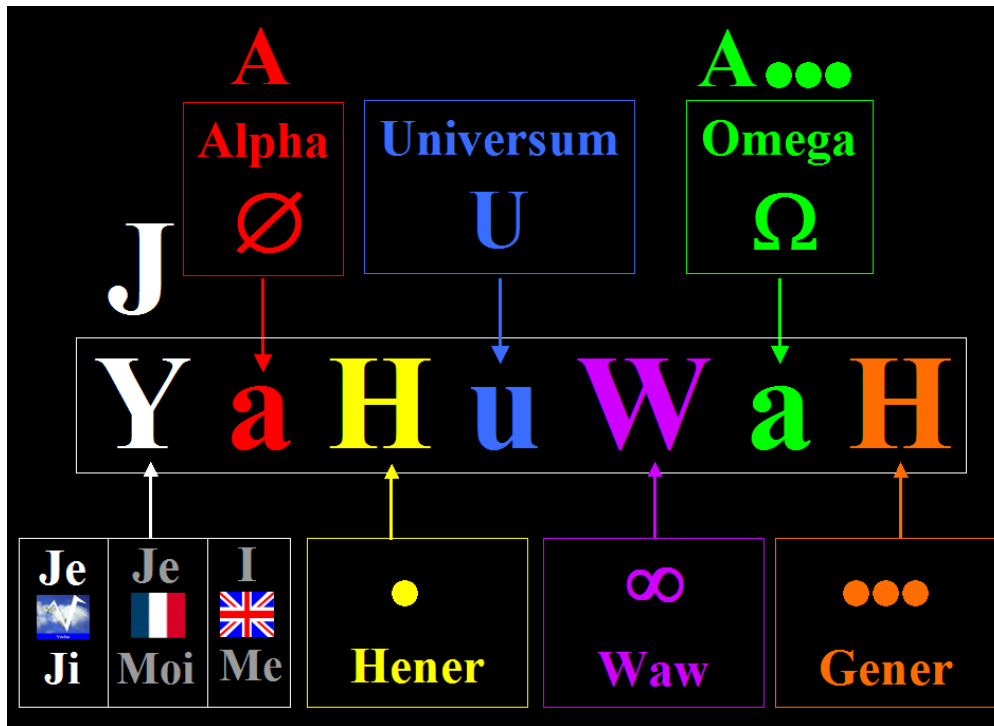 A A●●●
Alpha Universum Omega
∅ U Ω
J
YaHuWaH
Je Je I ● ∞ ●●●
Ji Moi Me Hener Waw Gener